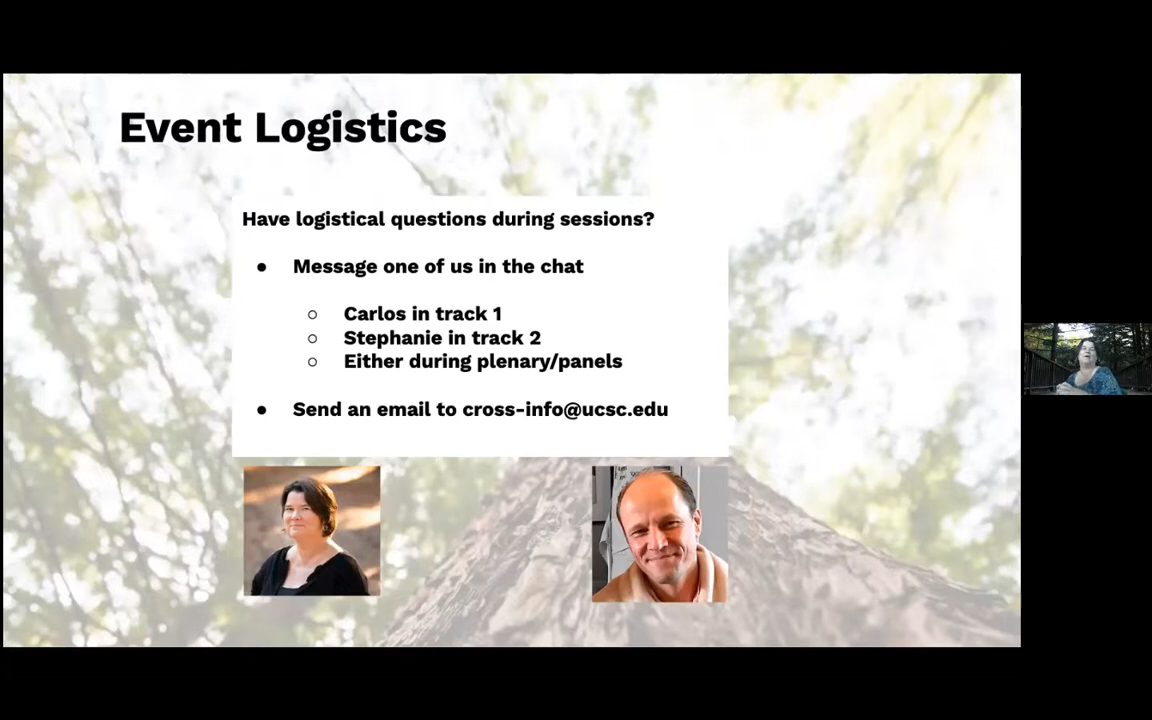 Event Logistics
Have logistical questions during sessions?
● Message one of us in the chat
○ Carlos in track 1
○ Stephanie in track 2
○ Either during plenary/panels
● Send an email to cross-info@ucsc.edu